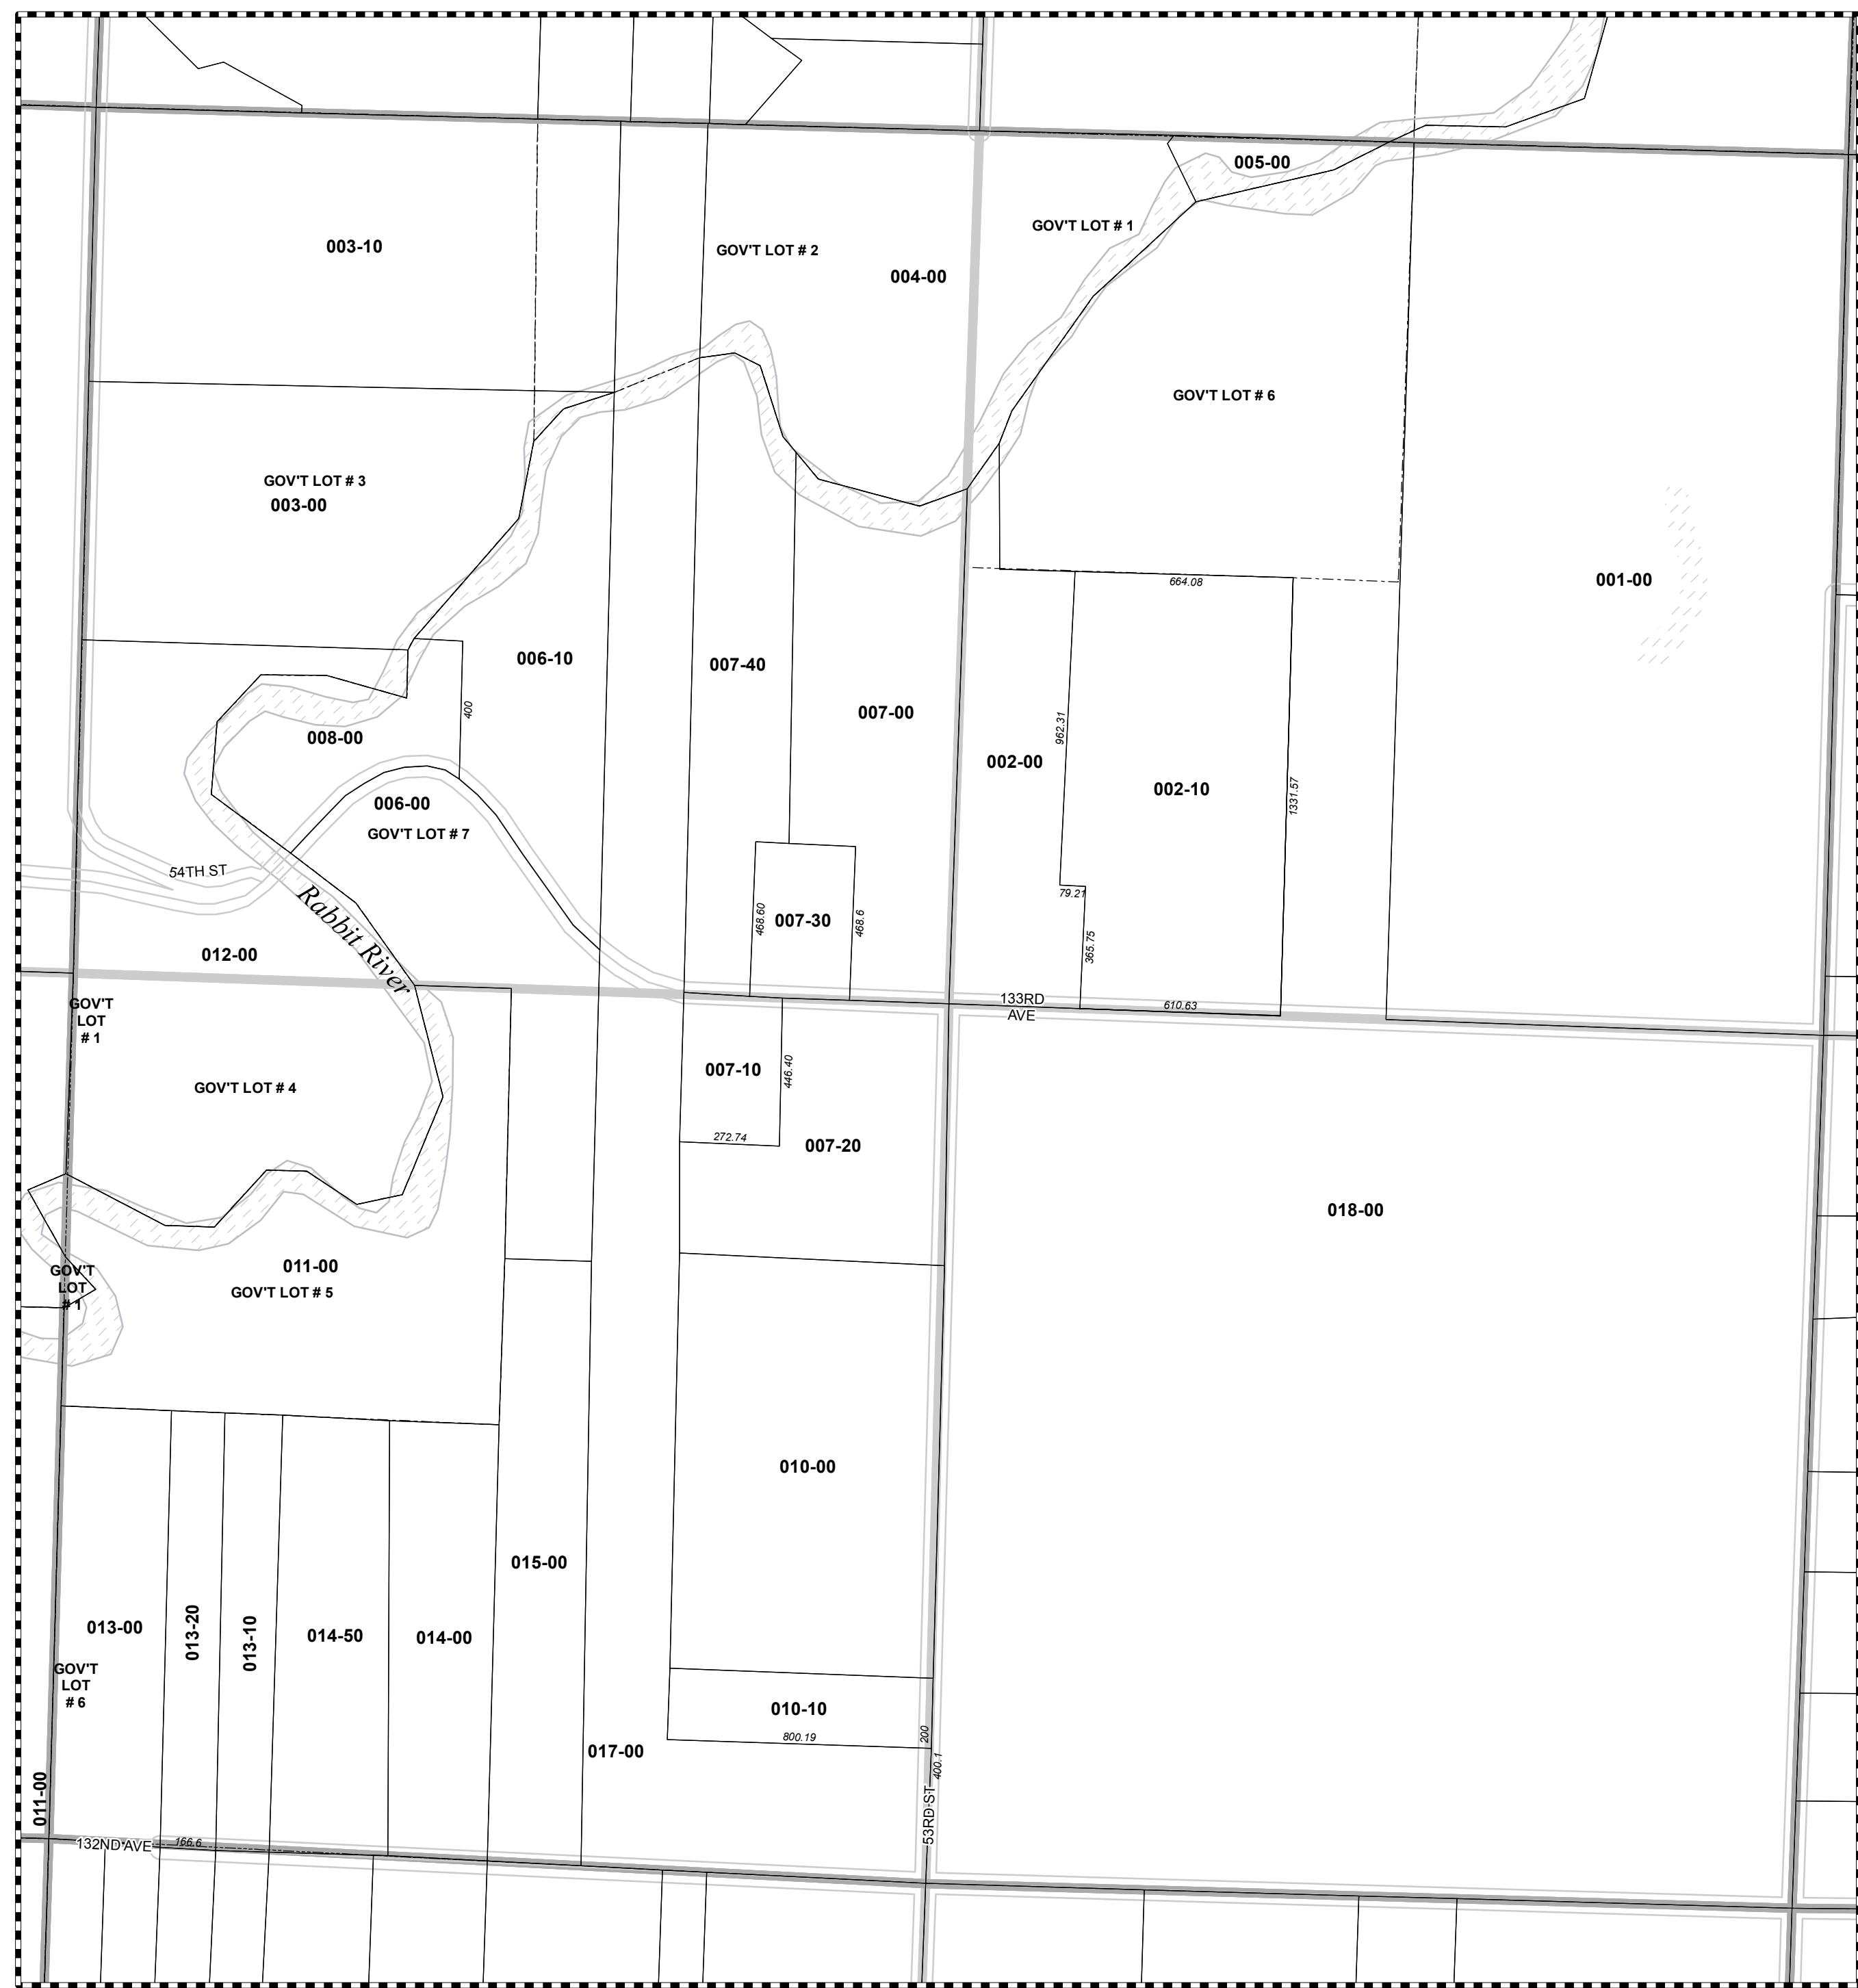 005-00
GOV'T LOT # 1
003-10
GOV'T LOT # 2
004-00
GOV'T LOT # 6
GOV'T LOT # 3
003-00
664.08
001-00
006-10
007-40
400
007-00
962.31
008-00
002-00
002-10
1331.57
006-00
GOV'T LOT # 7
54TH ST
79.21
468.60
007-30
468.6
Rabbit River
365.75
012-00
133RD
AVE
610.63
GOV'T
LOT
# 1
007-10
446.40
GOV'T LOT # 4
272.74
007-20
018-00
011-00
GOV'T LOT # 5
GOV'T
LOT
# 1
010-00
015-00
013-00
013-20
013-10
014-50
014-00
GOV'T
LOT
# 6
010-10
200
800.19
017-00
400.1
011-00
53RD ST
132ND AVE
166.6